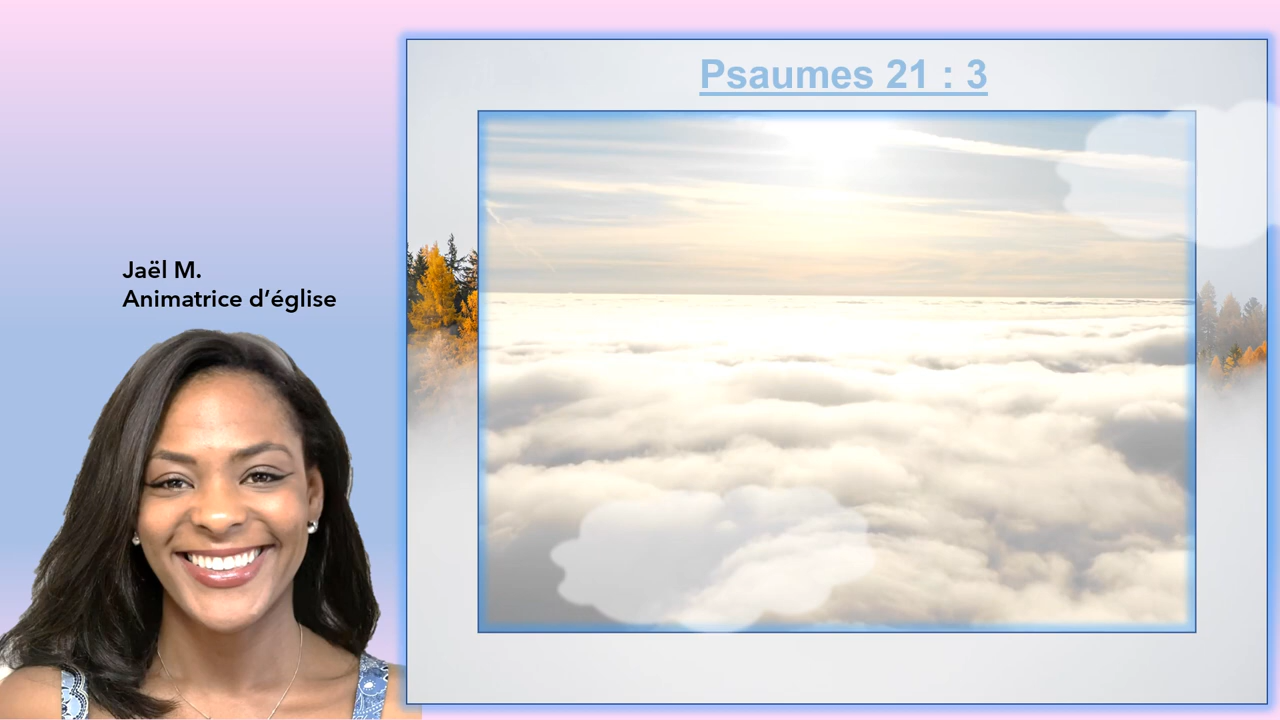 Psaumes 21 : 3
Jaël M.
Animatrice d’église